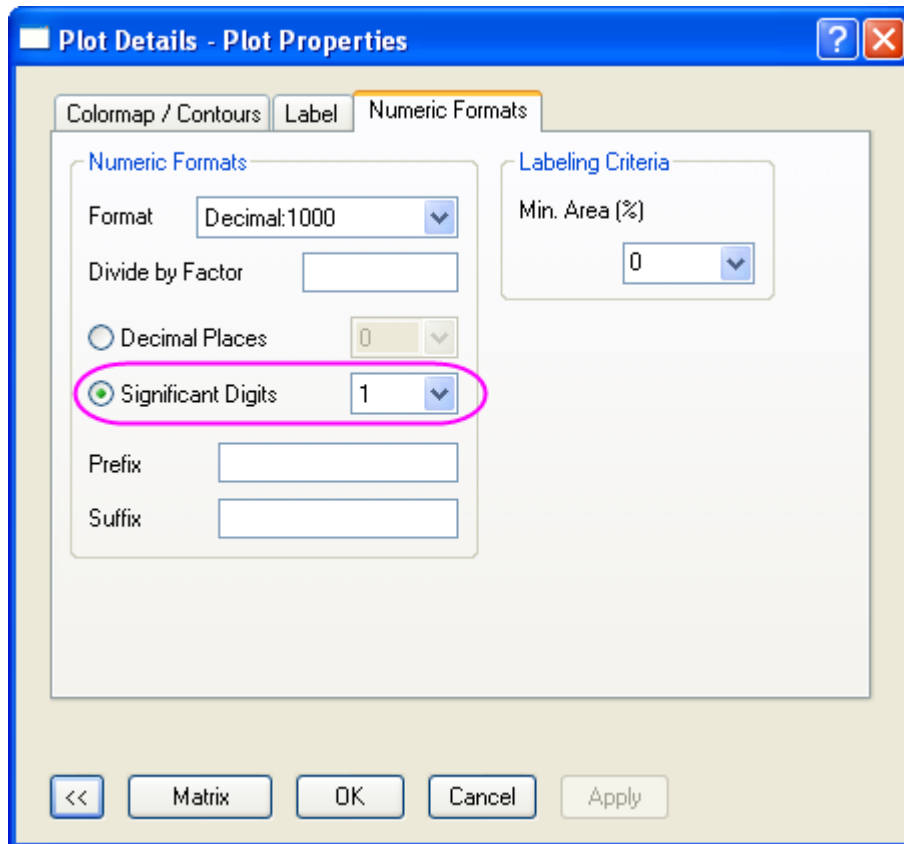 Plot Details - Plot Properties
?
Colormap / Contours Label Numeric Formats
Numeric Formats
Format Decimal:1000
Divide by Factor
Decimal Places 0
Significant Digits 1
Prefix
Suffix
Labeling Criteria
Min. Area (%)
0
<< Matrix OK Cancel Apply